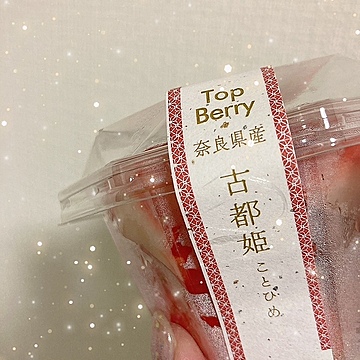 Top
Berry
奈良県産
古都姫
ことひめ